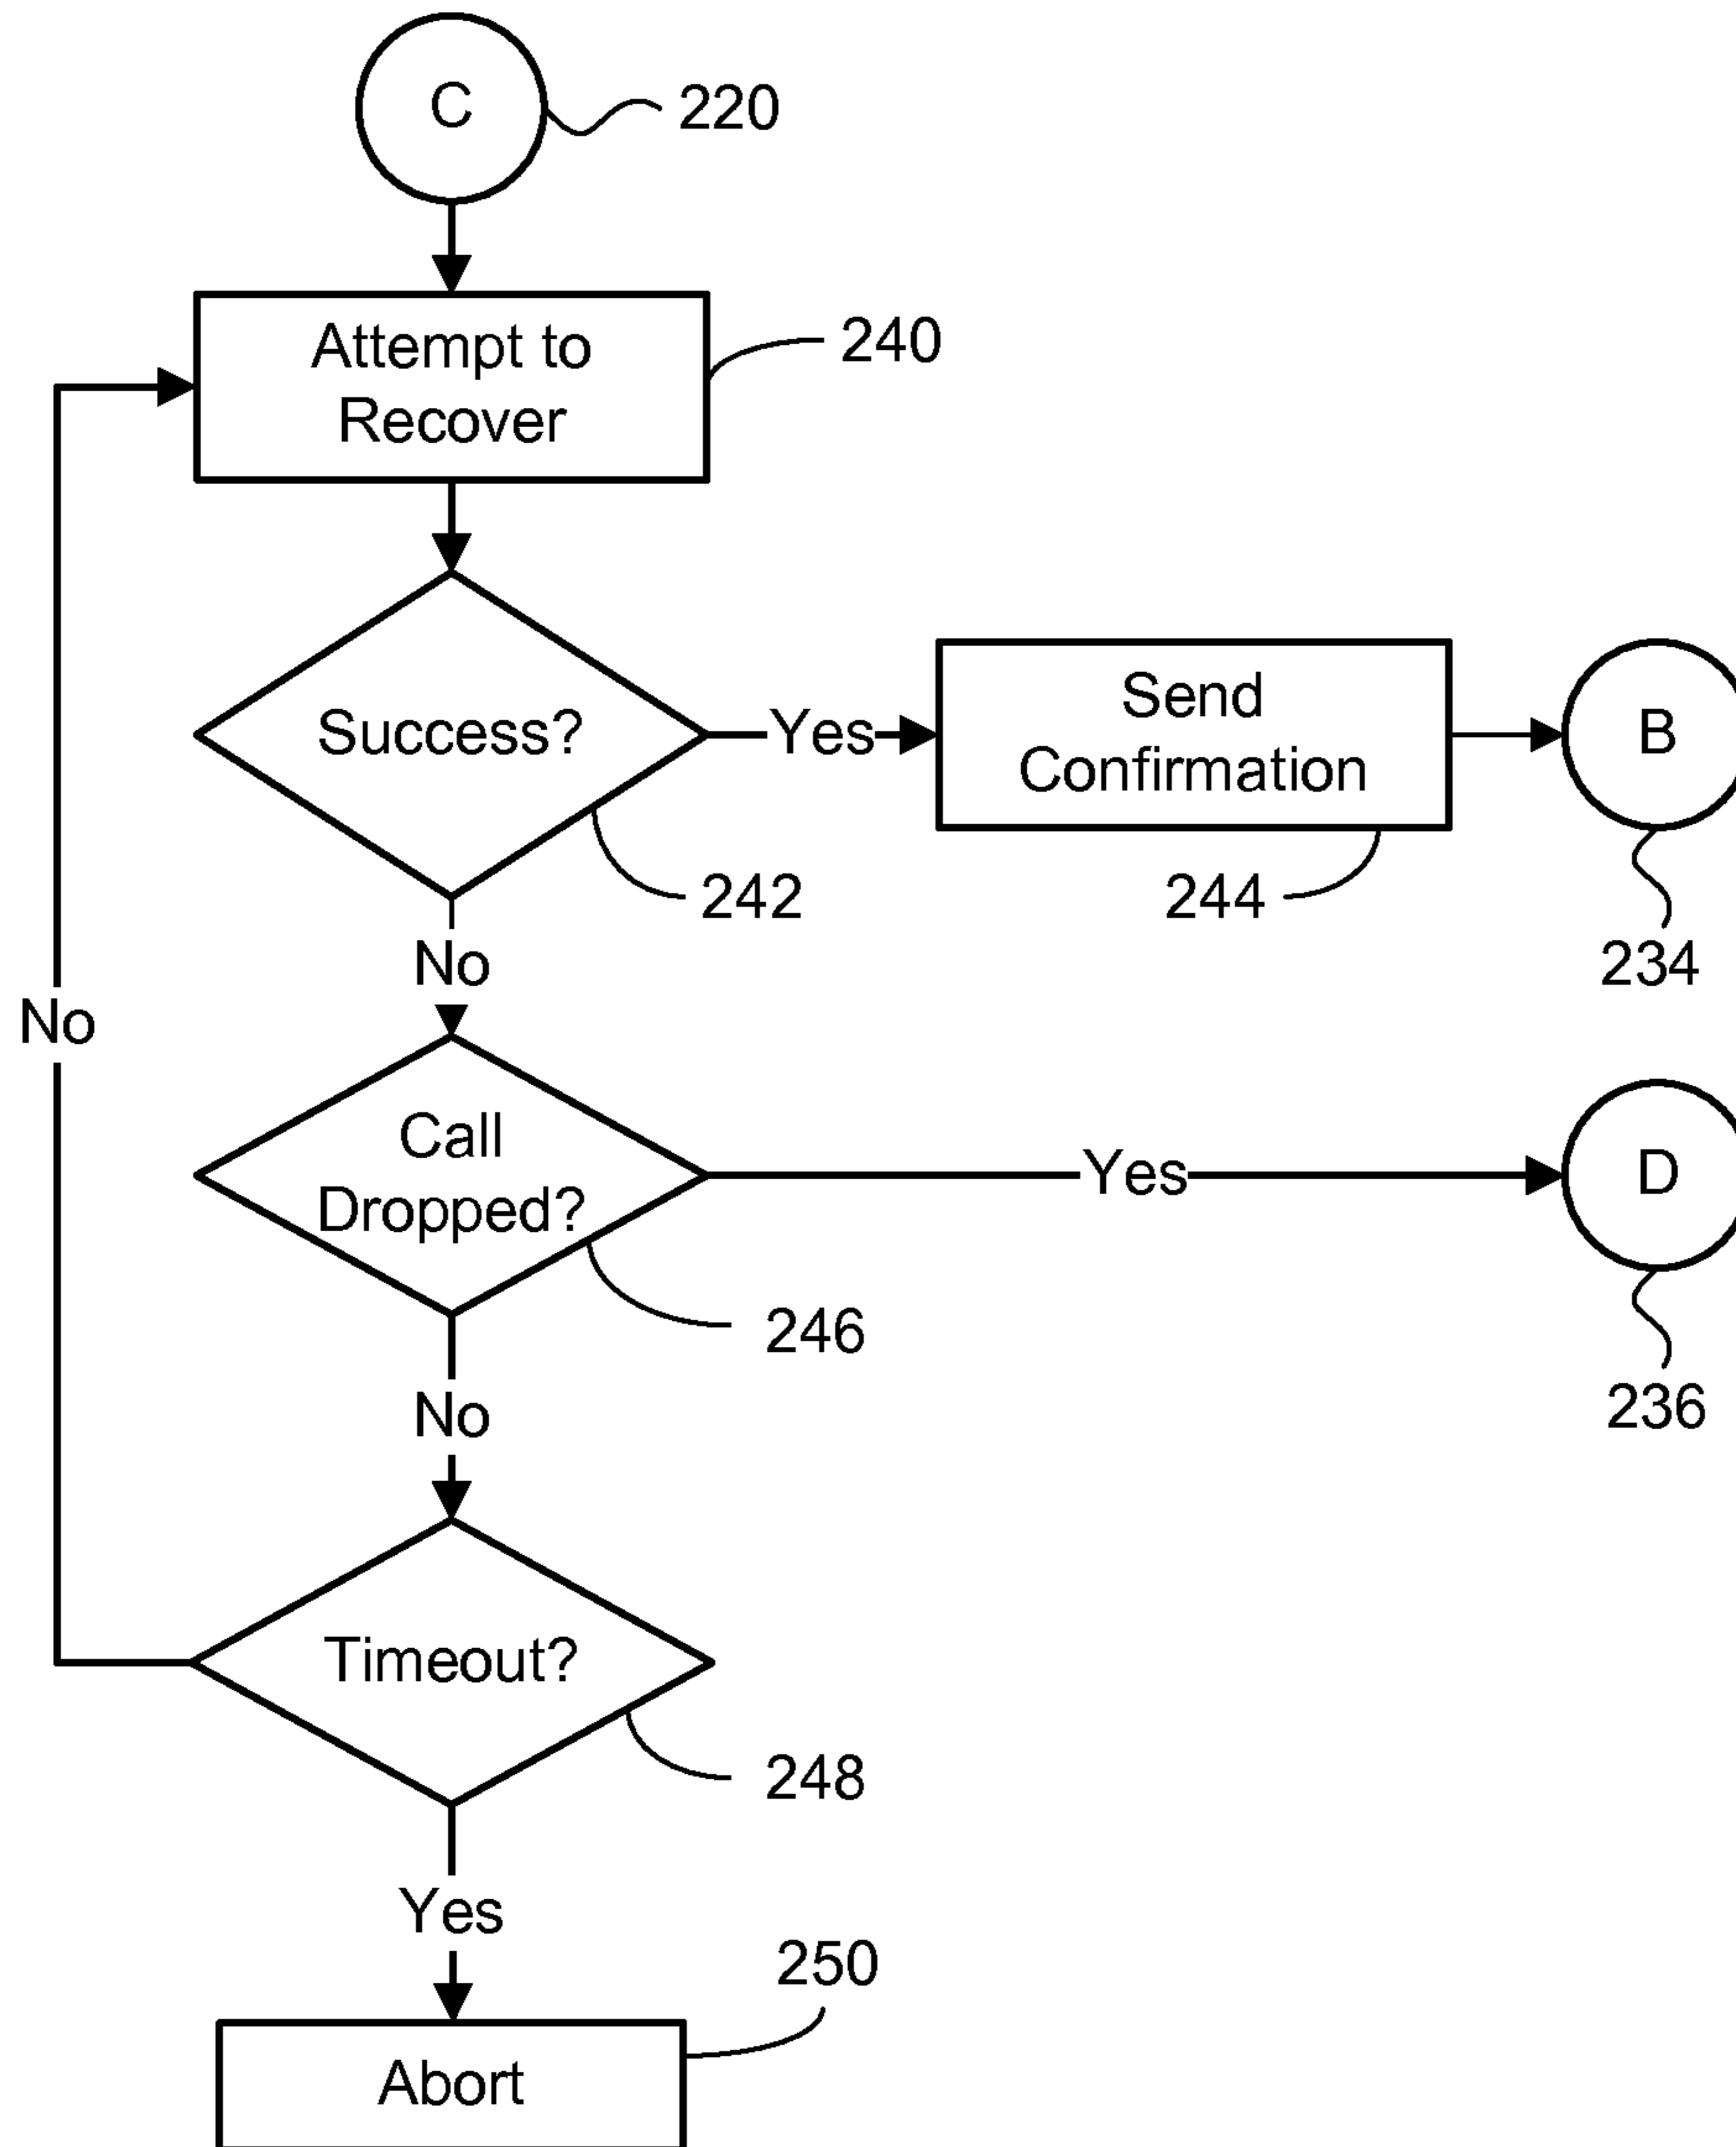 C
220
Attempt to
Recover
240
Success?
Yes
Send
Confirmation
B
242
244
234
No
No
Call
Dropped?
Yes
D
246
236
No
Timeout?
248
Yes
250
Abort